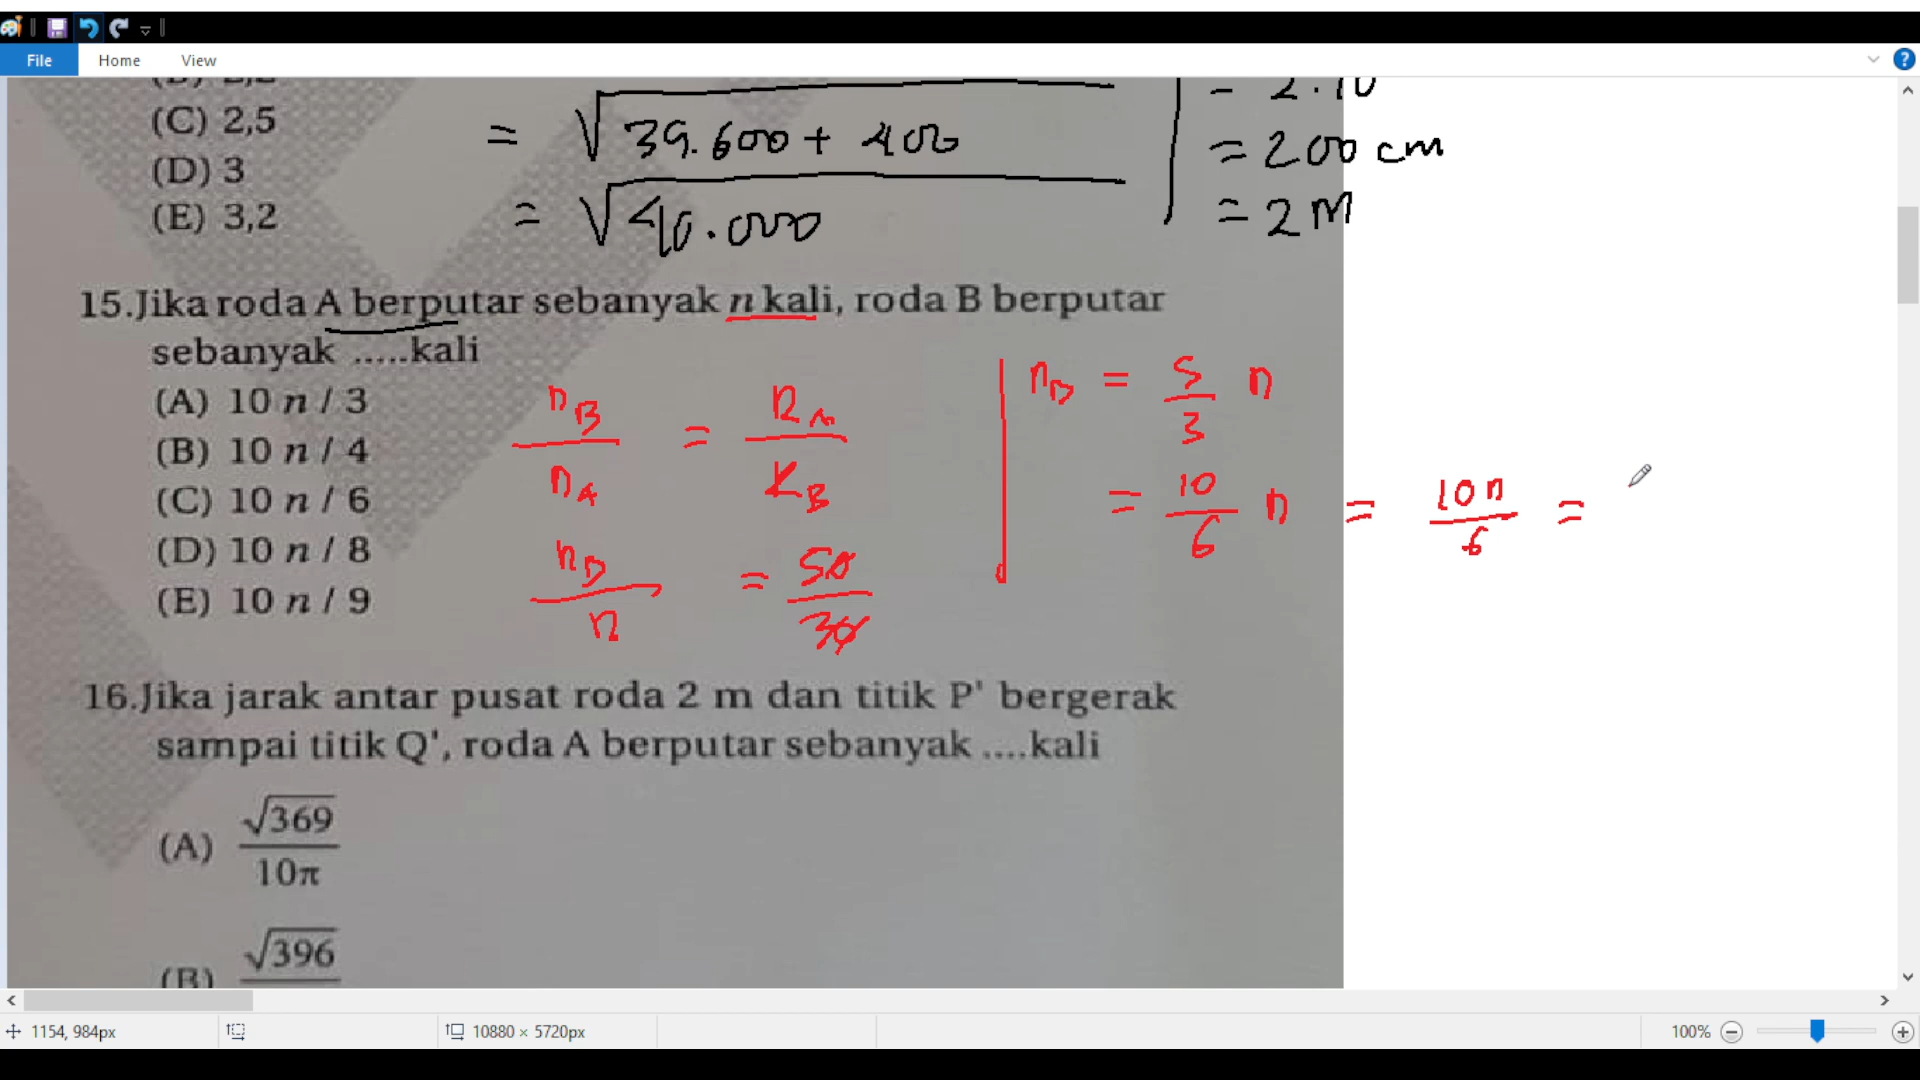 File Home View
(C) 2,5
(D) 3
(E) 3,2
= √39.600 + 400
= √40.000
= 2.10
= 200 cm
= 2 M
15.Jika roda A berputar sebanyak n kali, roda B berputar
sebanyak .....kali
(A) 10 n / 3
(B) 10 n / 4
(C) 10 n / 6
(D) 10 n / 8
(E) 10 n / 9
nB / nA = RA / RB
nB / n = 50 / 30
nB = 5/3 n
= 10/6 n = 10n/6 =
16.Jika jarak antar pusat roda 2 m dan titik P' bergerak
sampai titik Q', roda A berputar sebanyak ....kali
(A) √369 / 10π
(B) √396
1154, 984px
10880 × 5720px
100%